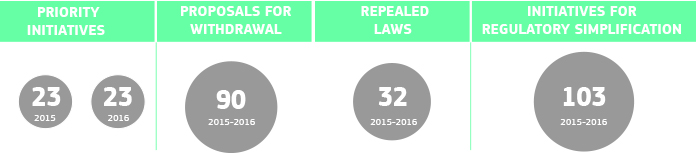 PRIORITY
INITIATIVES
PROPOSALS FOR
WITHDRAWAL
REPEALED
LAWS
INITIATIVES FOR
REGULATORY SIMPLIFICATION
23
2015
23
2016
90
2015-2016
32
2015-2016
103
2015-2016